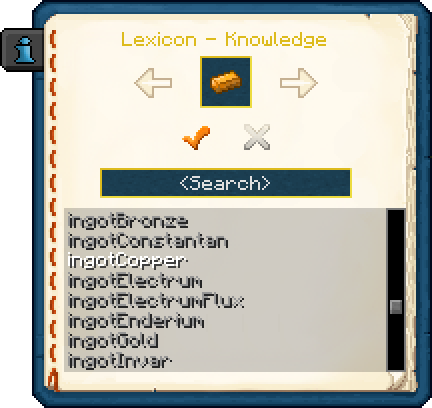 Lexicon - Knowledge
<Search>
ingotBronze
ingotConstantan
ingotCopper
ingotElectrum
ingotElectrumFlux
ingotEnderium
ingotGold
ingotInvar